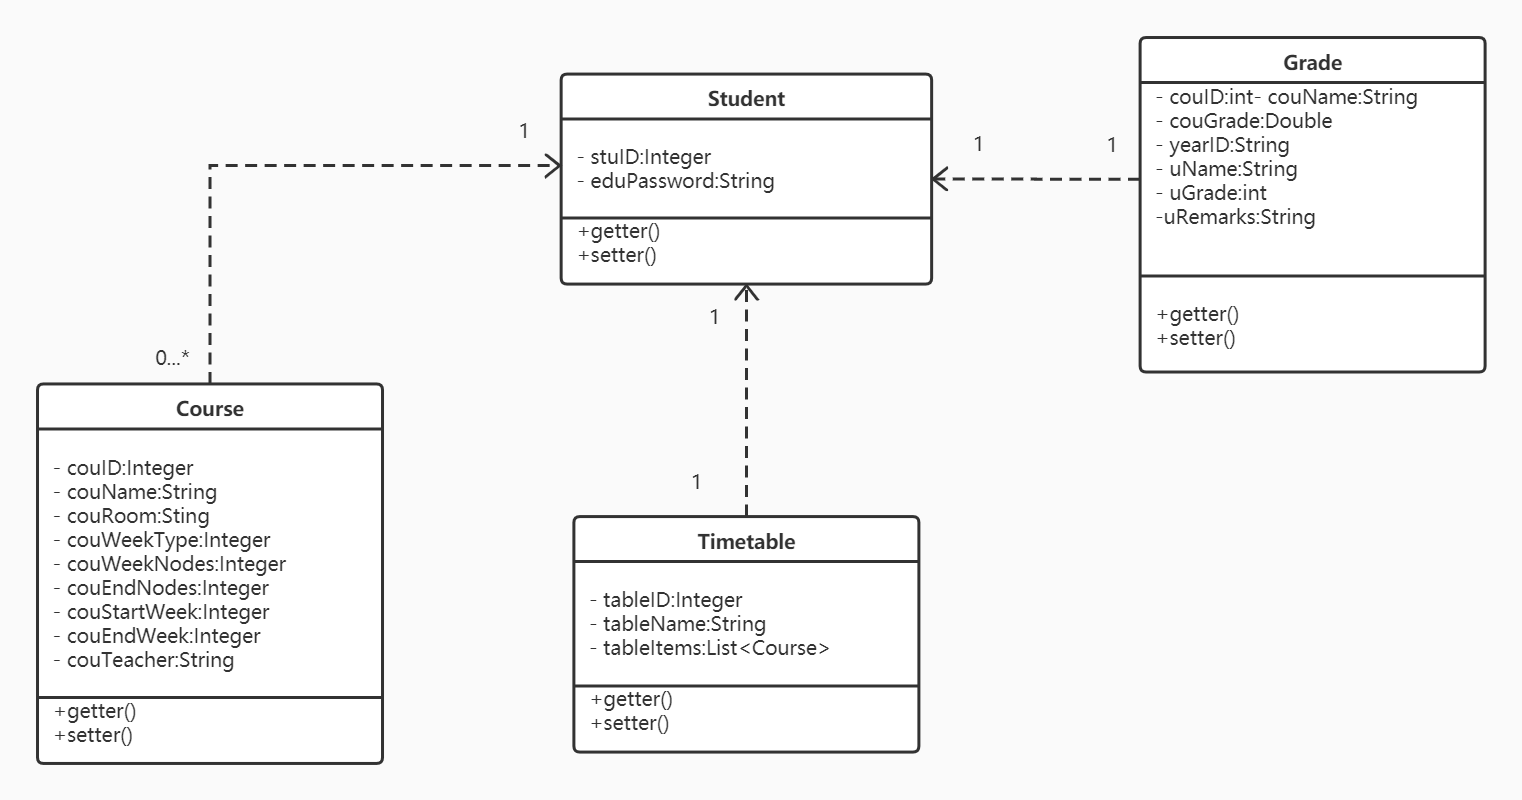 Student
- stuID:Integer
- eduPassword:String
+getter()
+setter()
Grade
- couID:int- couName:String
- couGrade:Double
- yearID:String
- uName:String
- uGrade:int
-uRemarks:String
+getter()
+setter()
1
1
1
0...*
1
1
Course
- couID:Integer
- couName:String
- couRoom:Sting
- couWeekType:Integer
- couWeekNodes:Integer
- couEndNodes:Integer
- couStartWeek:Integer
- couEndWeek:Integer
- couTeacher:String
+getter()
+setter()
Timetable
- tableID:Integer
- tableName:String
- tableItems:List<Course>
+getter()
+setter()